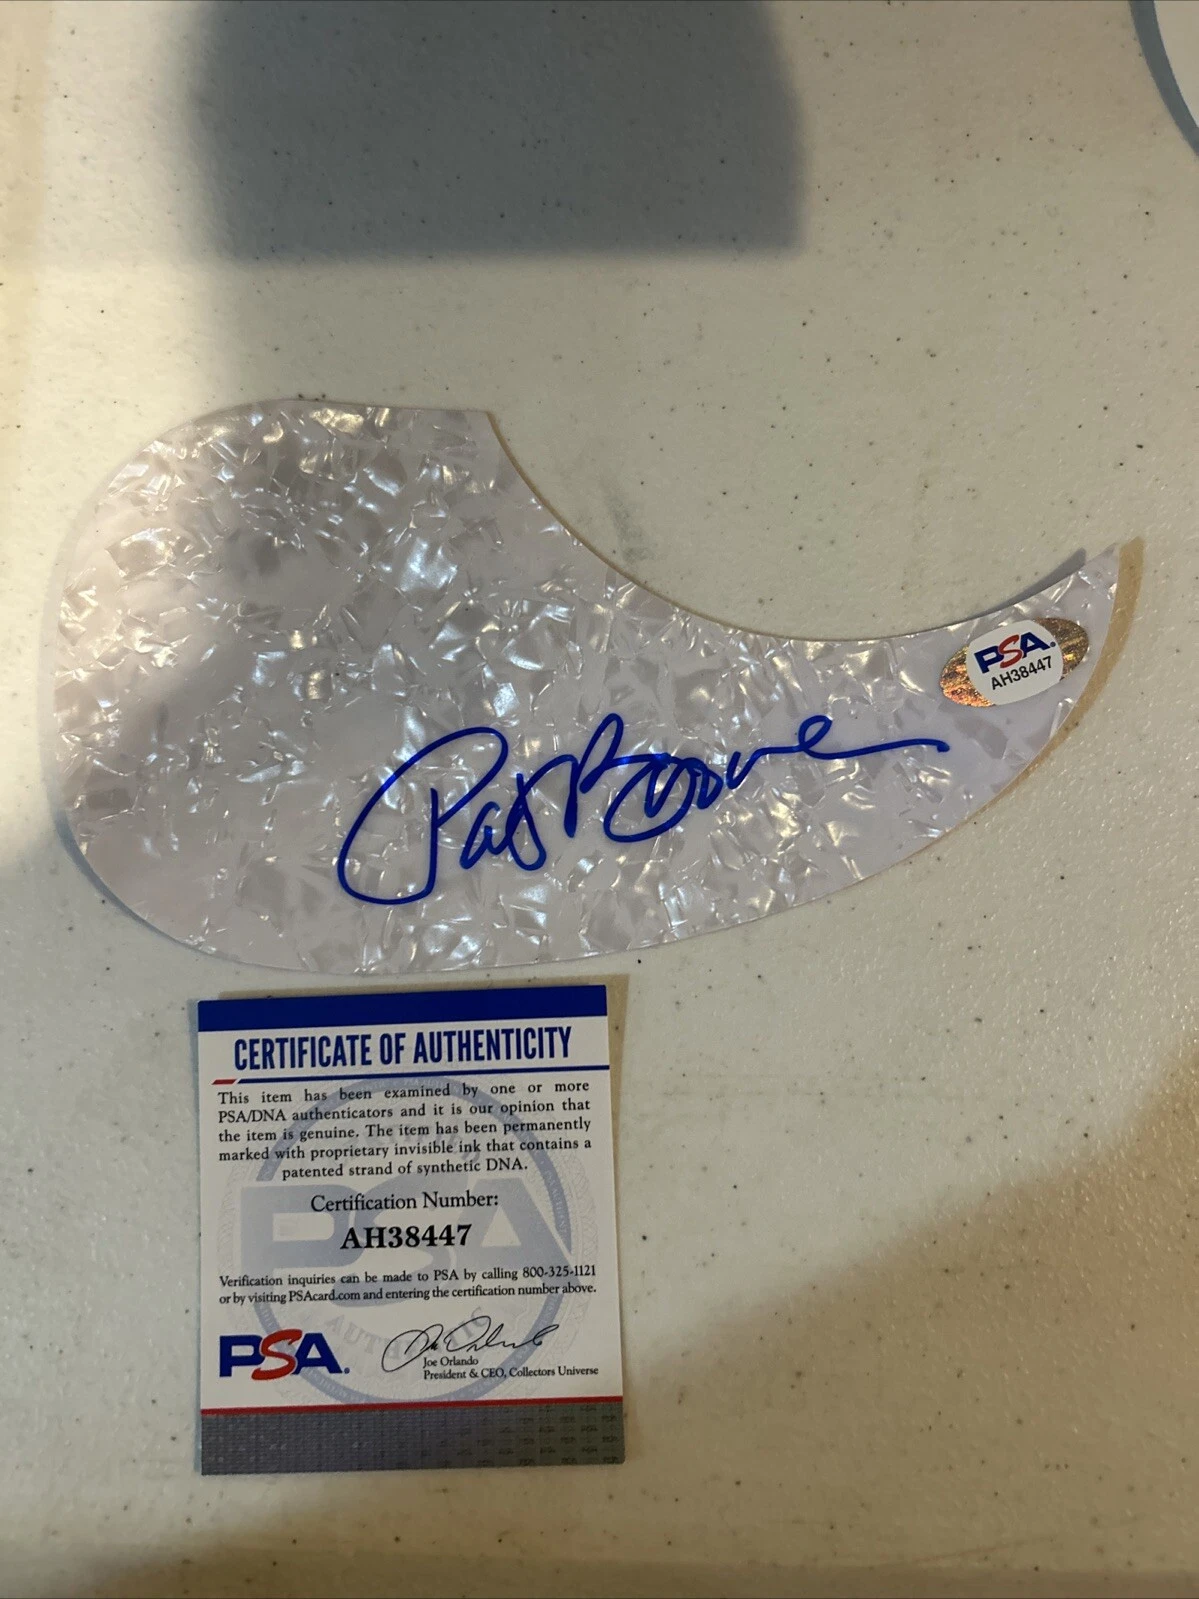 PSA
AH38447
Pat Boone
CERTIFICATE OF AUTHENTICITY
This item has been examined by one or more
PSA/DNA authenticators and it is our opinion that
the item is genuine. The item has been permanently
marked with proprietary invisible ink that contains a
patented strand of synthetic DNA.
Certification Number:
AH38447
Verification inquiries can be made to PSA by calling 800-325-1121
or by visiting PSAcard.com and entering the certification number above.
PSA
Joe Orlando
President & CEO, Collectors Universe